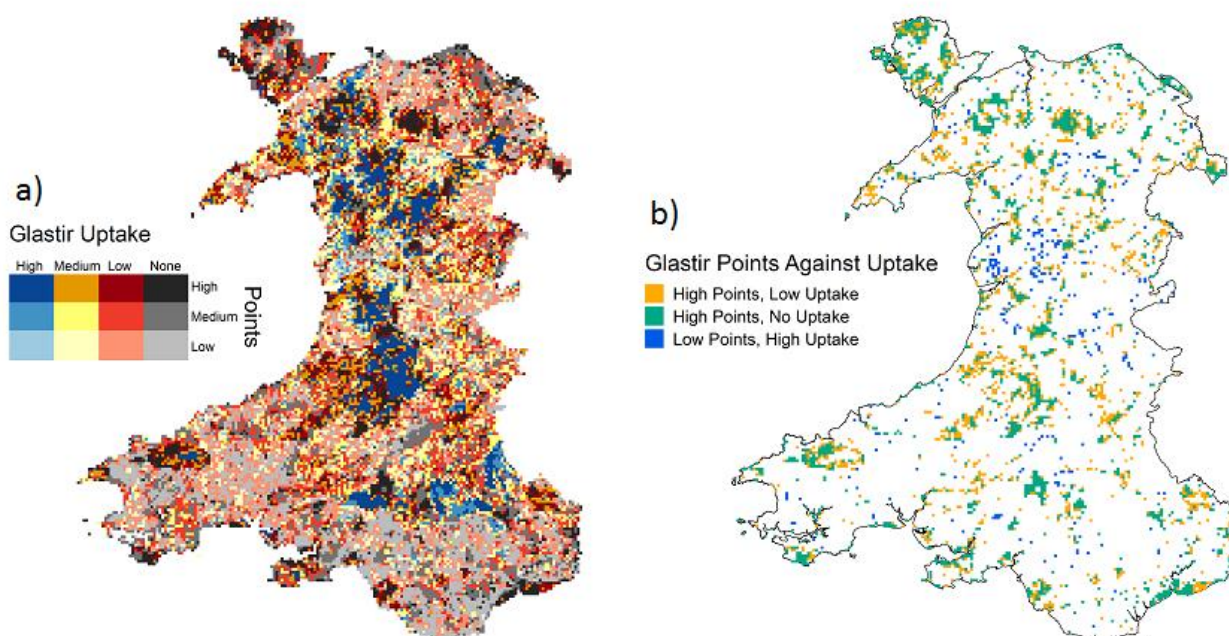 a)
Glastir Uptake
High Medium Low None
High
Medium
Low
Points
b)
Glastir Points Against Uptake
High Points, Low Uptake
High Points, No Uptake
Low Points, High Uptake